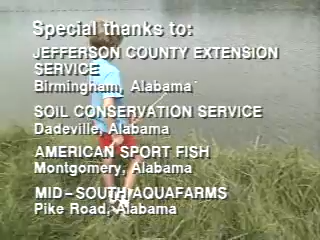 Special thanks to:
JEFFERSON COUNTY EXTENSION
SERVICE
Birmingham, Alabama
SOIL CONSERVATION SERVICE
Dadeville, Alabama
AMERICAN SPORT FISH
Montgomery, Alabama
MID-SOUTH AQUAFARMS
Pike Road, Alabama